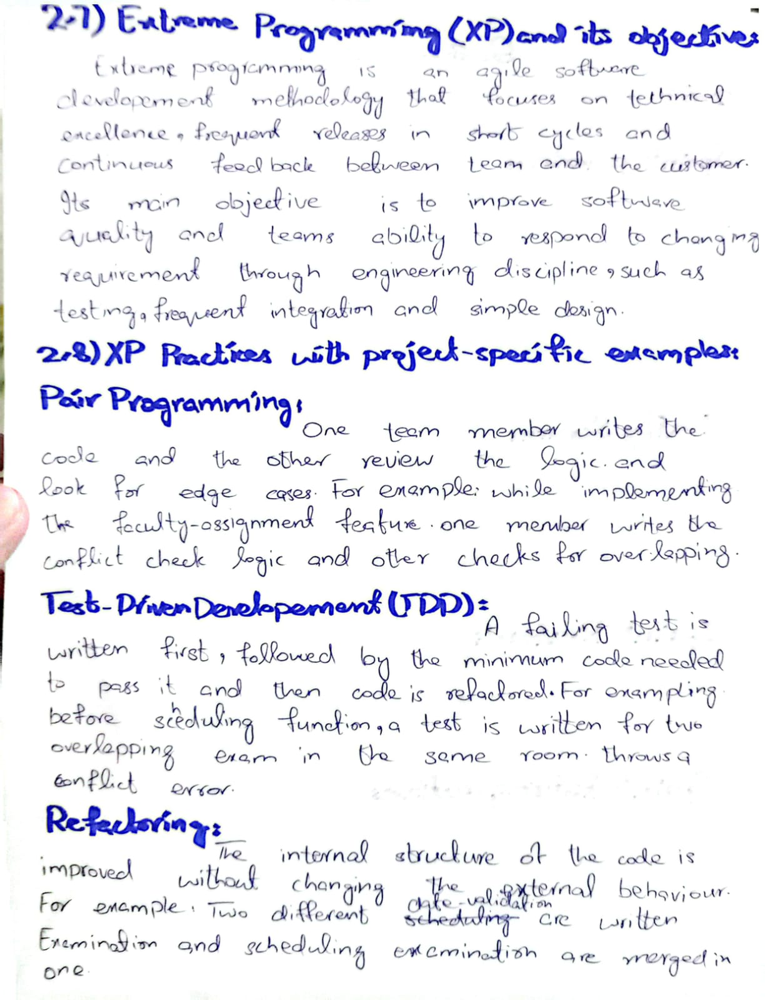 2.7) Extreme Programming (XP) and its objectives
Extreme programming is an agile software
developement methodology that focuses on technical
excellence, frequent releases in short cycles and
continuous feedback between team and the customer.
Its main objective is to improve software
quality and teams ability to respond to changing
requirement through engineering discipline, such as
testing, frequent integration and simple design.
2.8) XP Practices with project-specific examples:
Pair Programming:
One team member writes the
code and the other review the logic. and
look for edge cases. For example: while implementing
the faculty-assignment feature. one member writes the
conflict check logic and other checks for overlapping.
Test-Driven Developement (TDD):
A failing test is
written first, followed by the minimum code needed
to pass it and then code is refactored. For exampling
before scheduling function, a test is written for two
overlapping exam in the same room. throws a
conflict error.
Refactoring:
The internal structure of the code is
improved without changing the external behaviour.
For example: Two different date-validation are written
Examination and scheduling examination are merged in
one.